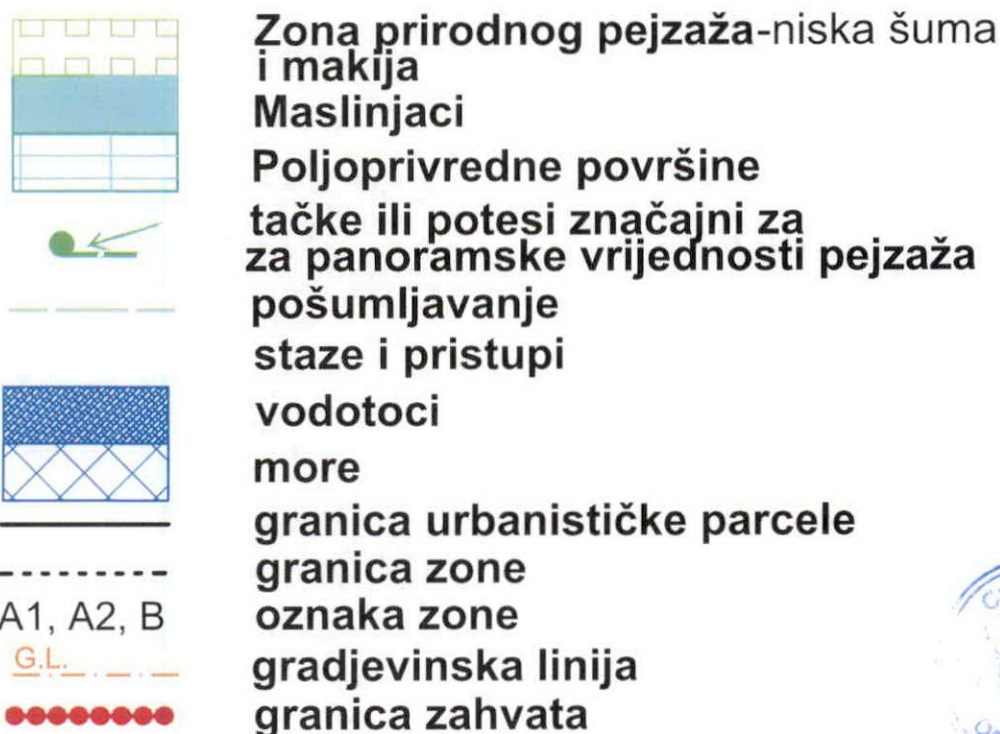 Zona prirodnog pejzaža-niska šuma
i makija
Maslinjaci
Poljoprivredne površine
tačke ili potesi značajni za
za panoramske vrijednosti pejzaža
pošumljavanje
staze i pristupi
vodotoci
more
granica urbanističke parcele
granica zone
A1, A2, B oznaka zone
G.L. gradjevinska linija
granica zahvata